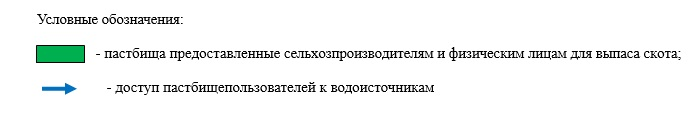 Условные обозначения:
- пастбища предоставленные сельхозпроизводителям и физическим лицам для выпаса скота;
- доступ пастбищепользователей к водоисточникам